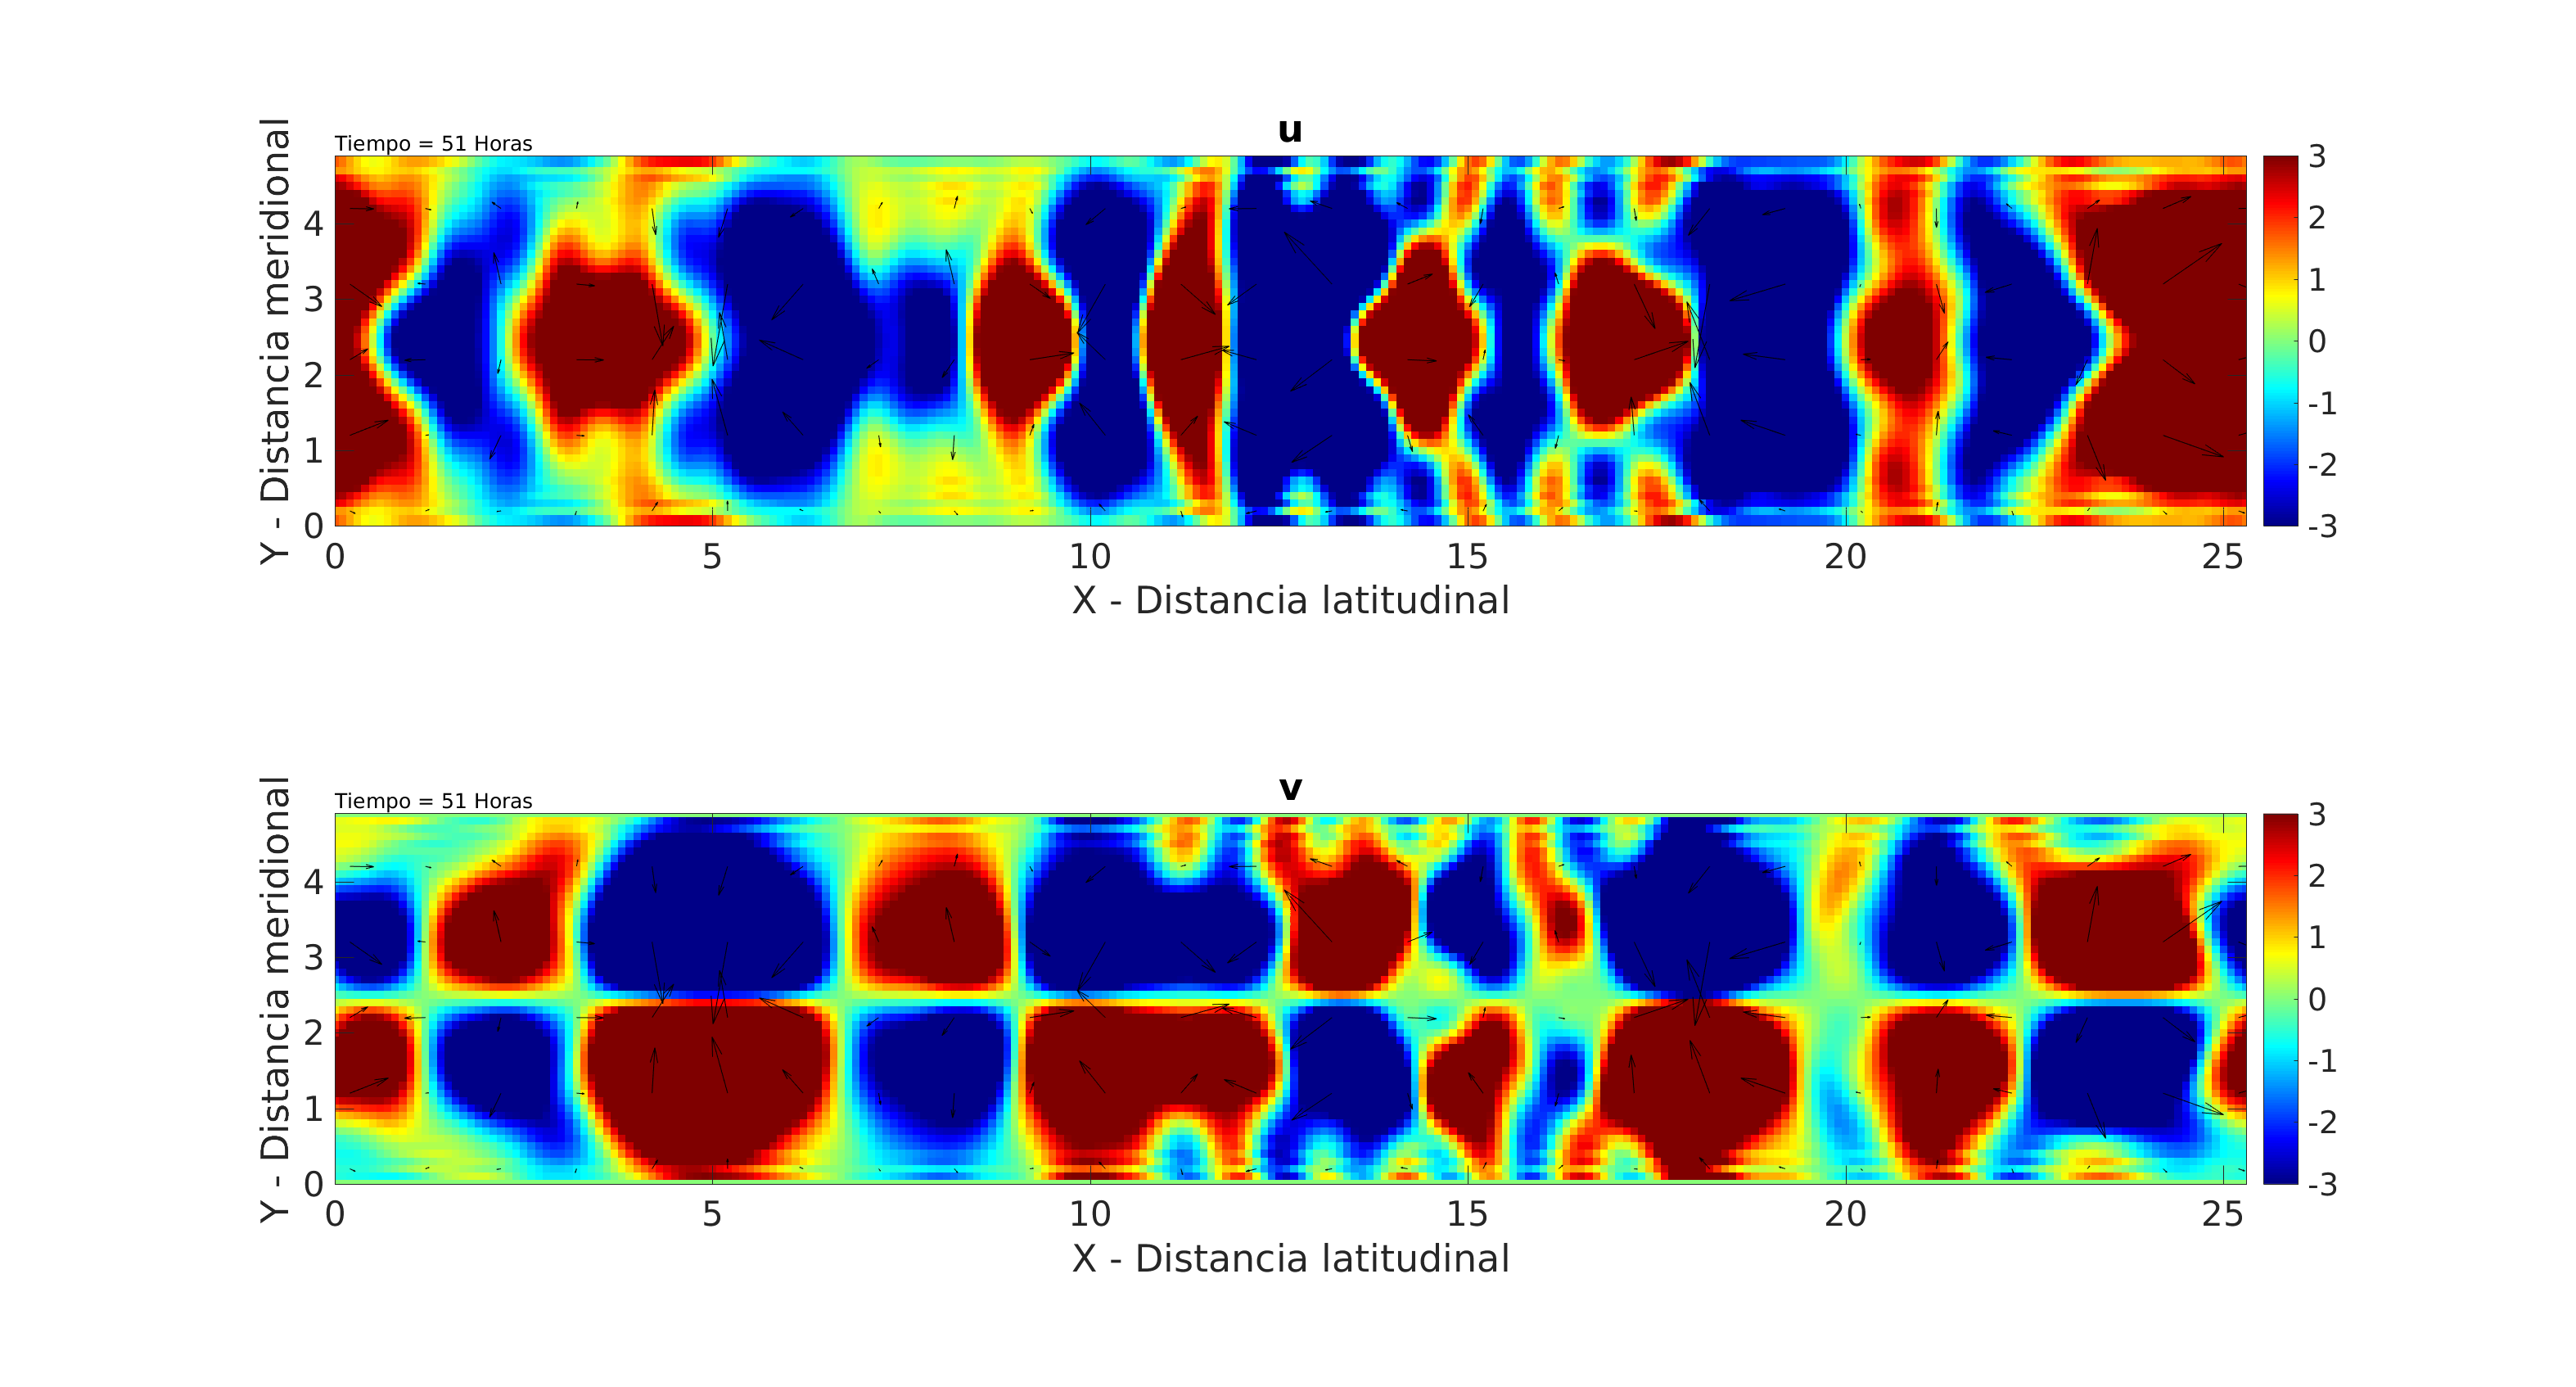 u
Tiempo = 51 Horas
Y - Distancia meridional
4
3
2
1
0
0 5 10 15 20 25
X - Distancia latitudinal
3
2
1
0
-1
-2
-3
v
Tiempo = 51 Horas
Y - Distancia meridional
4
3
2
1
0
0 5 10 15 20 25
X - Distancia latitudinal
3
2
1
0
-1
-2
-3